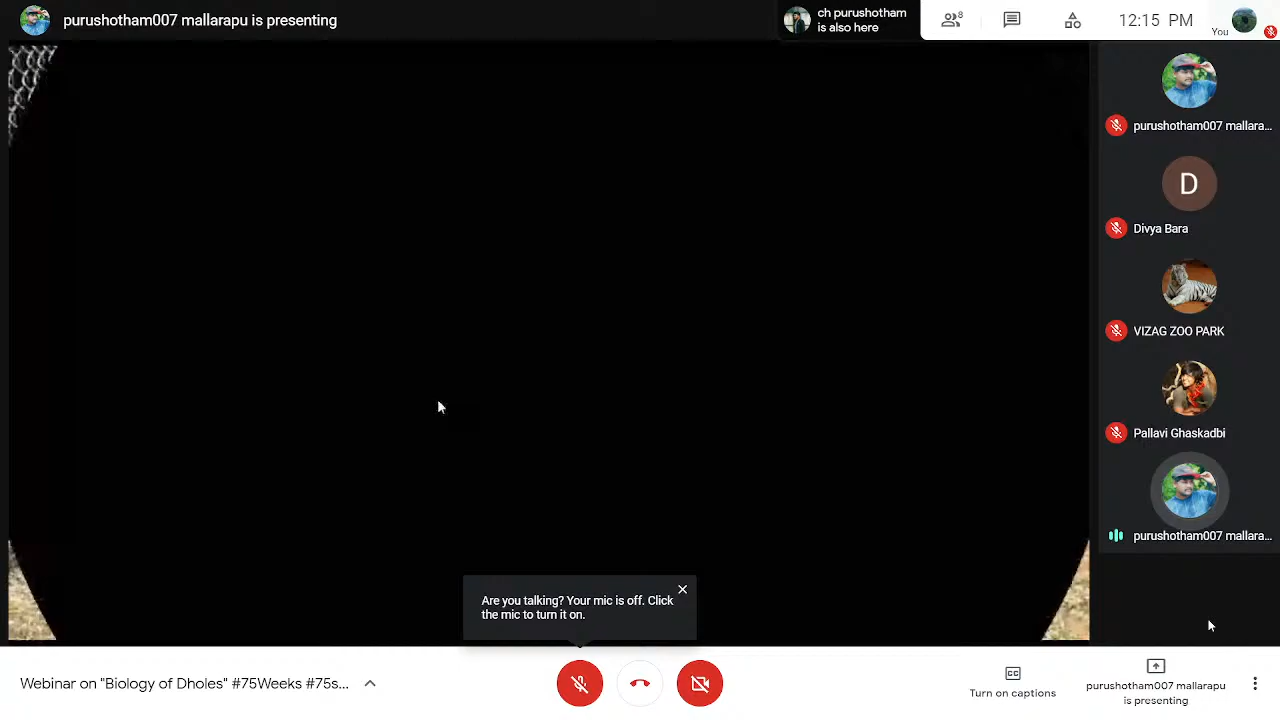 purushotham007 mallarapu is presenting
ch purushotham
is also here
8
12:15 PM
You
purushotham007 mallara...
D
Divya Bara
VIZAG ZOO PARK
Pallavi Ghaskadbi
purushotham007 mallara...
Are you talking? Your mic is off. Click
the mic to turn it on.
Webinar on "Biology of Dholes" #75Weeks #75s...
CC
Turn on captions
purushotham007 mallarapu
is presenting